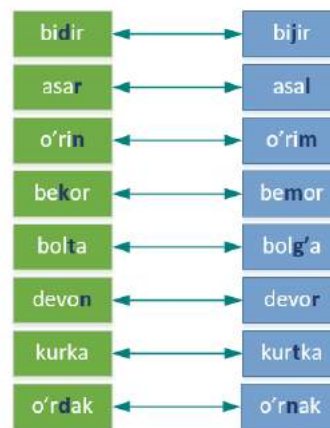 bidir bijir
asar asal
o'rin o'rim
bekor bemor
bolta bolg'a
devon devor
kurka kurtka
o'rdak o'rnak